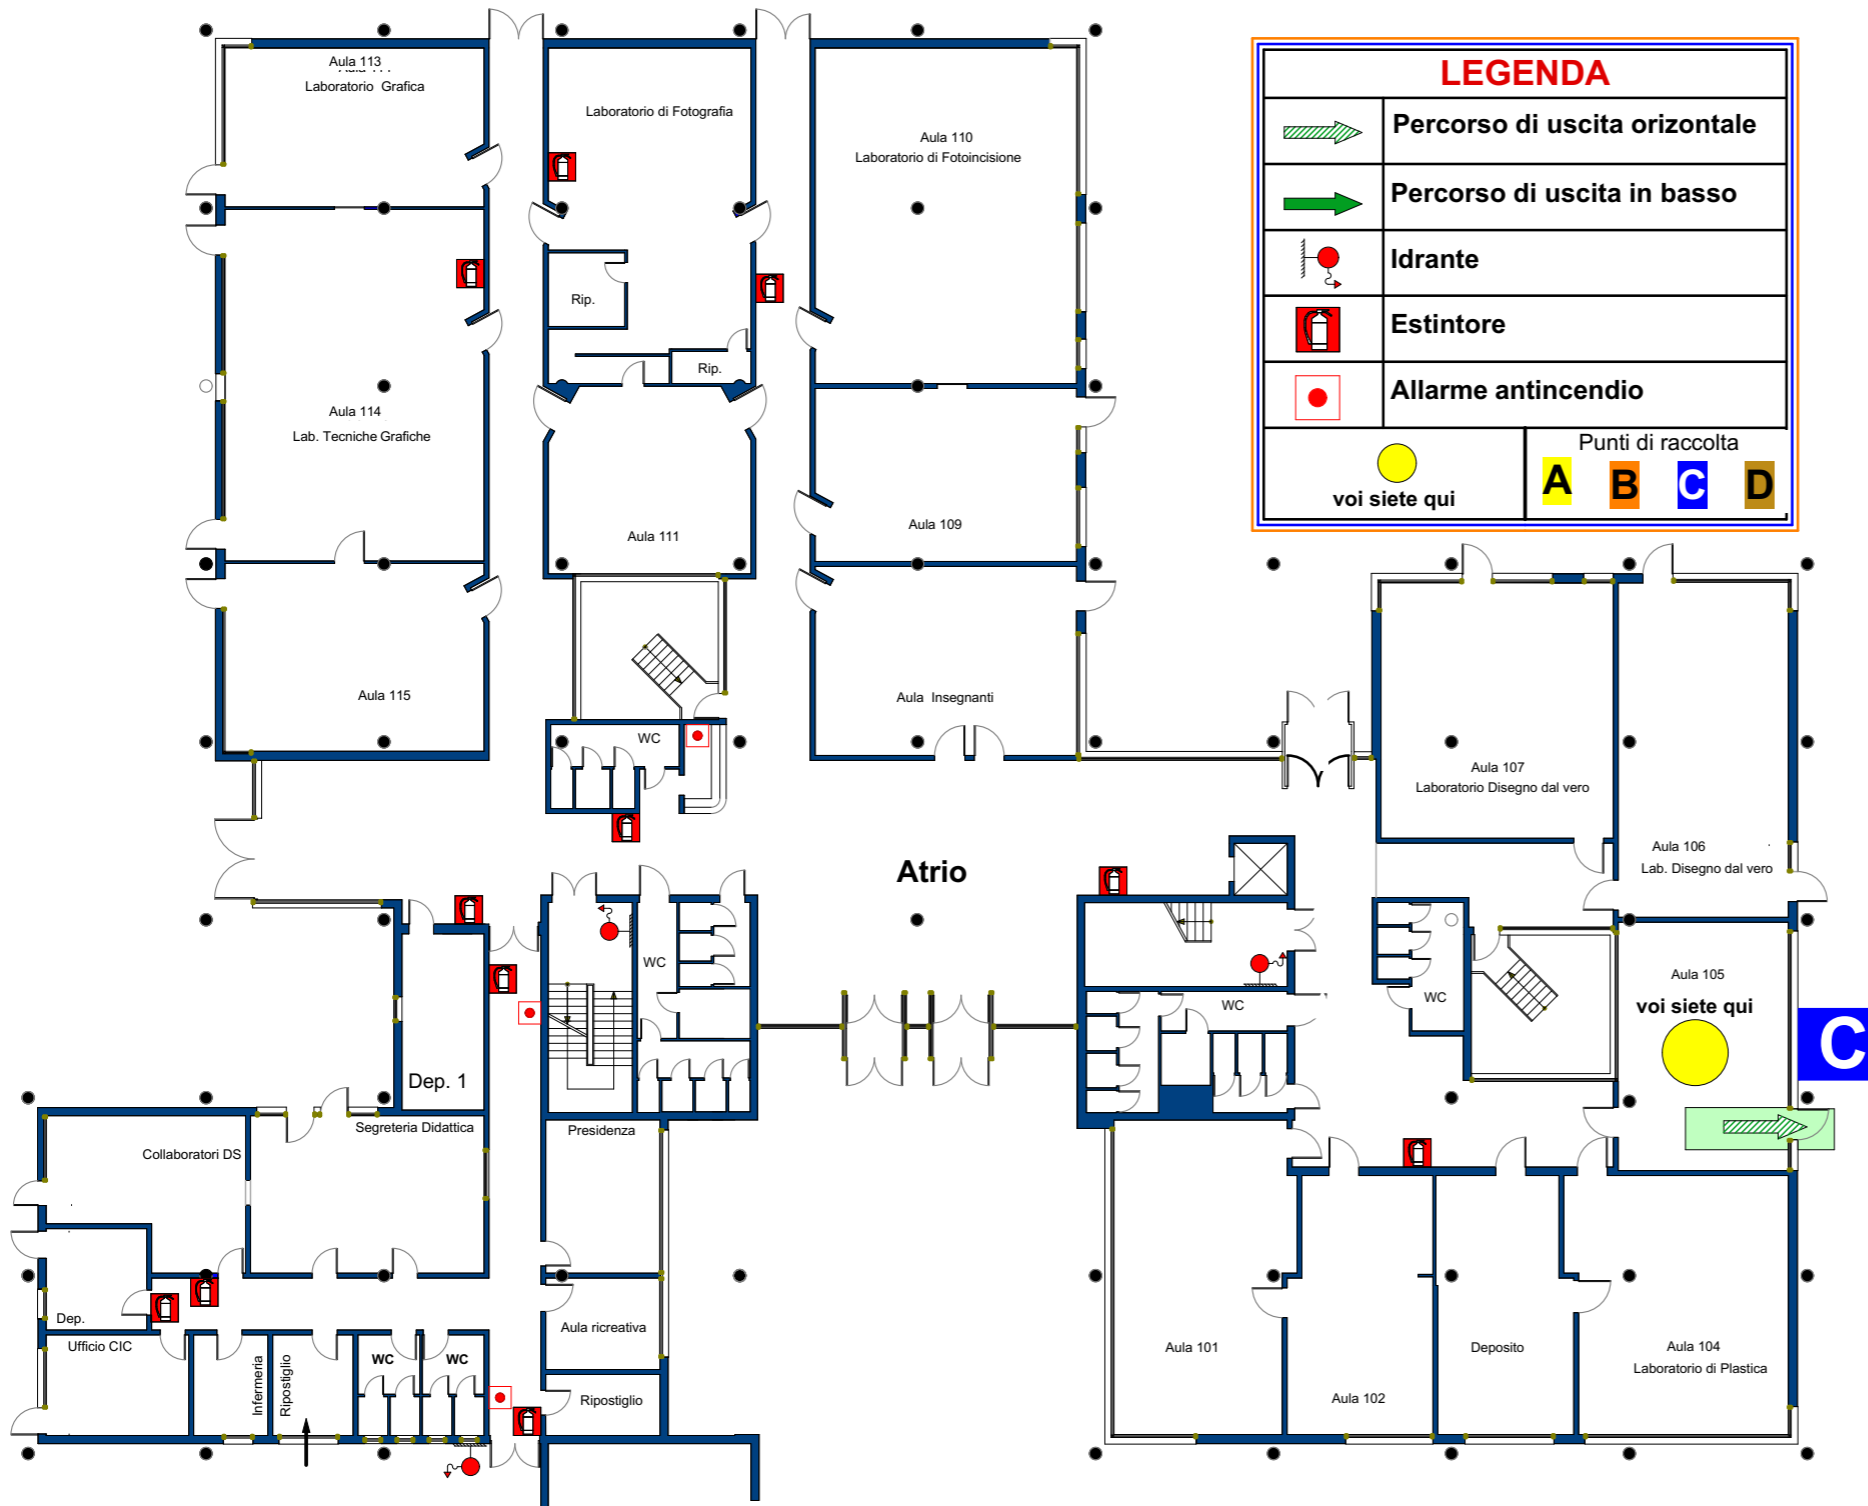 Aula 113
Laboratorio Grafica
Laboratorio di Fotografia
Aula 110
Laboratorio di Fotoincisione
LEGENDA
Percorso di uscita orizontale
Percorso di uscita in basso
Idrante
Estintore
Allarme antincendio
voi siete qui
Punti di raccolta
A B C D
Rip.
Rip.
Aula 114
Lab. Tecniche Grafiche
Aula 111
Aula 109
Aula 115
Aula Insegnanti
WC
Aula 107
Laboratorio Disegno dal vero
Aula 106
Lab. Disegno dal vero
Atrio
WC
WC
WC
Aula 105
voi siete qui
C
Dep. 1
Segreteria Didattica
Collaboratori DS
Presidenza
Dep.
Ufficio CIC
Infermeria
Ripostiglio
WC
WC
Aula ricreativa
Ripostiglio
Aula 101
Aula 102
Deposito
Aula 104
Laboratorio di Plastica